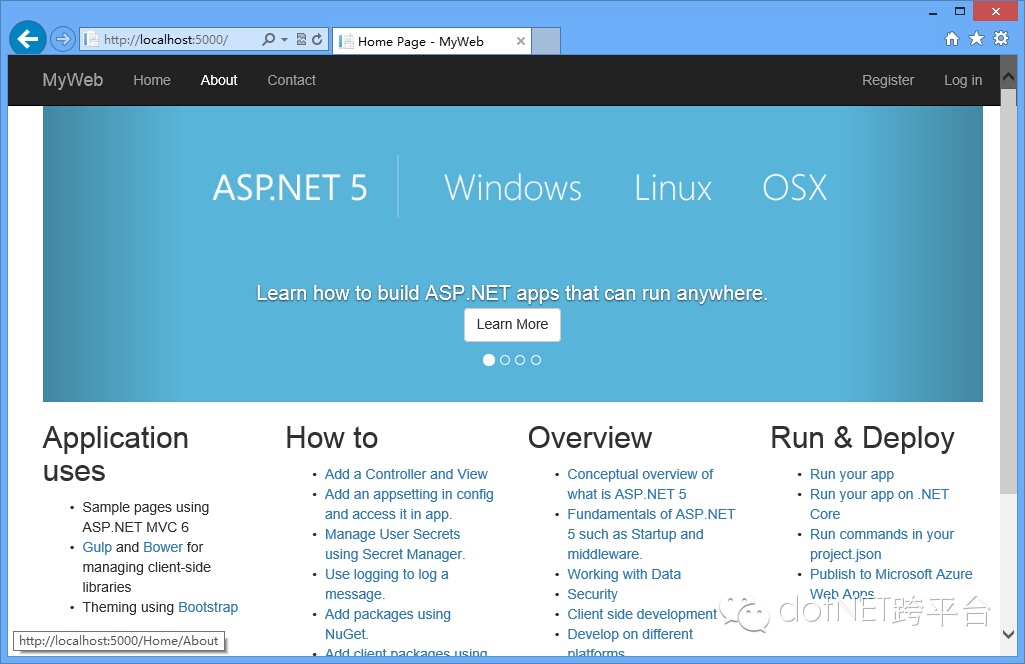 http://localhost:5000/
Home Page - MyWeb
MyWeb Home About Contact Register Log in
ASP.NET 5 Windows Linux OSX
Learn how to build ASP.NET apps that can run anywhere.
Learn More
Application
uses
Sample pages using
ASP.NET MVC 6
Gulp and Bower for
managing client-side
libraries
Theming using Bootstrap
How to
Add a Controller and View
Add an appsetting in config
and access it in app.
Manage User Secrets
using Secret Manager.
Use logging to log a
message.
Add packages using
NuGet.
Add client packages using
Overview
Conceptual overview of
what is ASP.NET 5
Fundamentals of ASP.NET
5 such as Startup and
middleware.
Working with Data
Security
Client side development
Develop on different
platforms
Run & Deploy
Run your app
Run your app on .NET
Core
Run commands in your
project.json
Publish to Microsoft Azure
Web Apps
dotNET跨平台
http://localhost:5000/Home/About